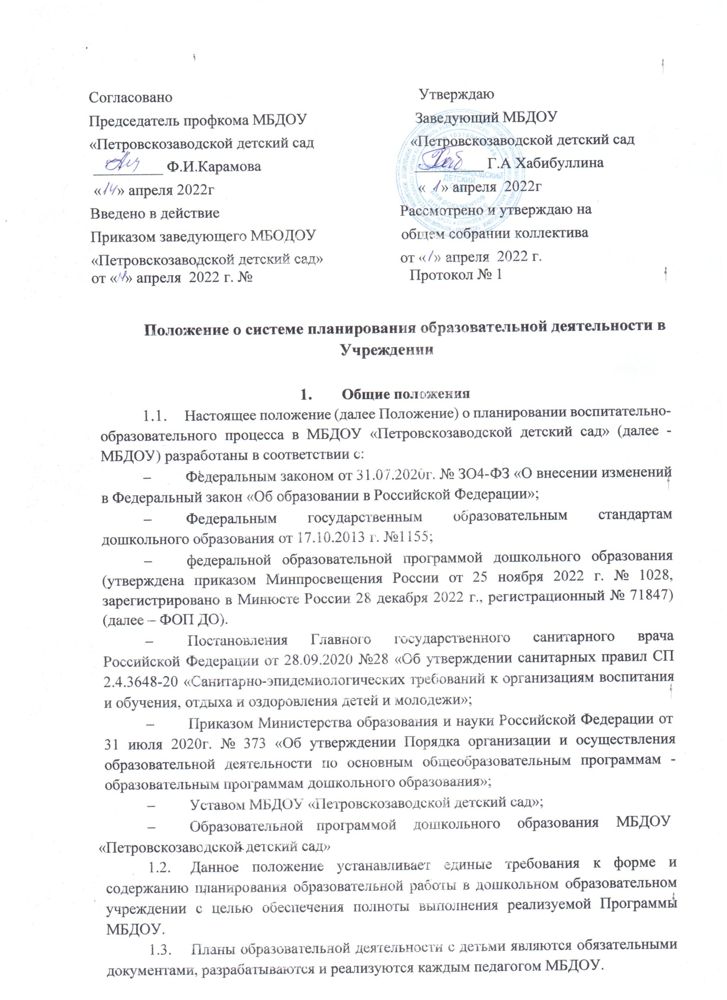 Согласовано
Председатель профкома МБДОУ
«Петровскозаводской детский сад
__________ Ф.И.Карамова
«14» апреля 2022г
Введено в действие
Приказом заведующего МБОДОУ
«Петровскозаводской детский сад»
от «14» апреля 2022 г. №
Утверждаю
Заведующий МБДОУ
«Петровскозаводской детский сад
__________ Г.А Хабибуллина
« 1 » апреля 2022г
Рассмотрено и утверждаю на
общем собрании коллектива
от «1» апреля 2022 г.
Протокол № 1
ПЕТРОВСКОЗАВОДСКИЙ
ДЕТСКИЙ
ДЛЯ ДОКУМЕНТОВ
Положение о системе планирования образовательной деятельности в
Учреждении
1. Общие положения
1.1. Настоящее положение (далее Положение) о планировании воспитательно-
образовательного процесса в МБДОУ «Петровскозаводской детский сад» (далее -
МБДОУ) разработаны в соответствии с:
– Федеральным законом от 31.07.2020г. № ЗО4-ФЗ «О внесении изменений
в Федеральный закон «Об образовании в Российской Федерации»;
– Федеральным государственным образовательным стандартам
дошкольного образования от 17.10.2013 г. №1155;
– федеральной образовательной программой дошкольного образования
(утверждена приказом Минпросвещения России от 25 ноября 2022 г. № 1028,
зарегистрировано в Минюсте России 28 декабря 2022 г., регистрационный № 71847)
(далее – ФОП ДО).
– Постановления Главного государственного санитарного врача
Российской Федерации от 28.09.2020 №28 «Об утверждении санитарных правил СП
2.4.3648-20 «Санитарно-эпидемиологических требований к организациям воспитания
и обучения, отдыха и оздоровления детей и молодежи»;
– Приказом Министерства образования и науки Российской Федерации от
31 июля 2020г. № 373 «Об утверждении Порядка организации и осуществления
образовательной деятельности по основным общеобразовательным программам -
образовательным программам дошкольного образования»;
– Уставом МБДОУ «Петровскозаводской детский сад»;
– Образовательной программой дошкольного образования МБДОУ
«Петровскозаводской детский сад»
1.2. Данное положение устанавливает единые требования к форме и
содержанию планирования образовательной работы в дошкольном образовательном
учреждении с целью обеспечения полноты выполнения реализуемой Программы
МБДОУ.
1.3. Планы образовательной деятельности с детьми являются обязательными
документами, разрабатываются и реализуются каждым педагогом МБДОУ.